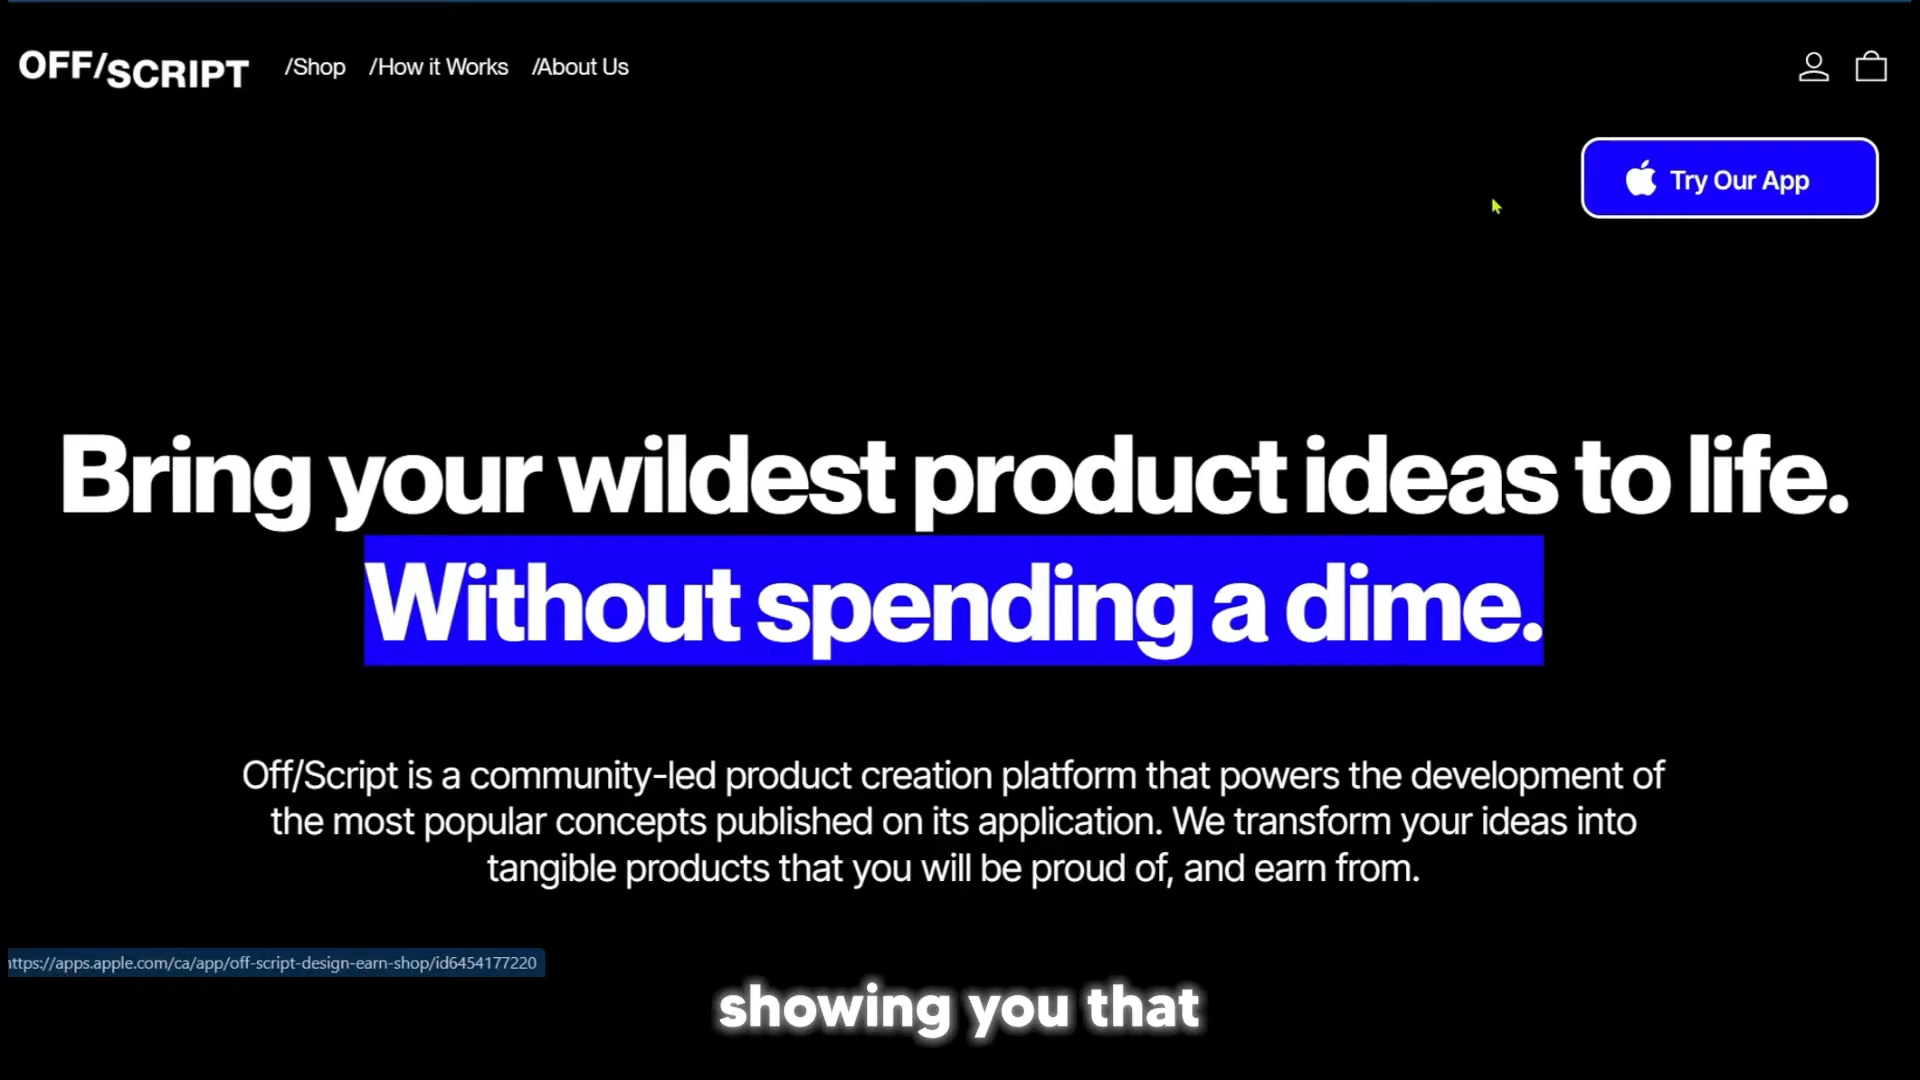 OFF/SCRIPT /Shop /How it Works /About Us
Try Our App
Bring your wildest product ideas to life.
Without spending a dime.
Off/Script is a community-led product creation platform that powers the development of
the most popular concepts published on its application. We transform your ideas into
tangible products that you will be proud of, and earn from.
ttps://apps.apple.com/ca/app/off-script-design-earn-shop/id6454177220
showing you that